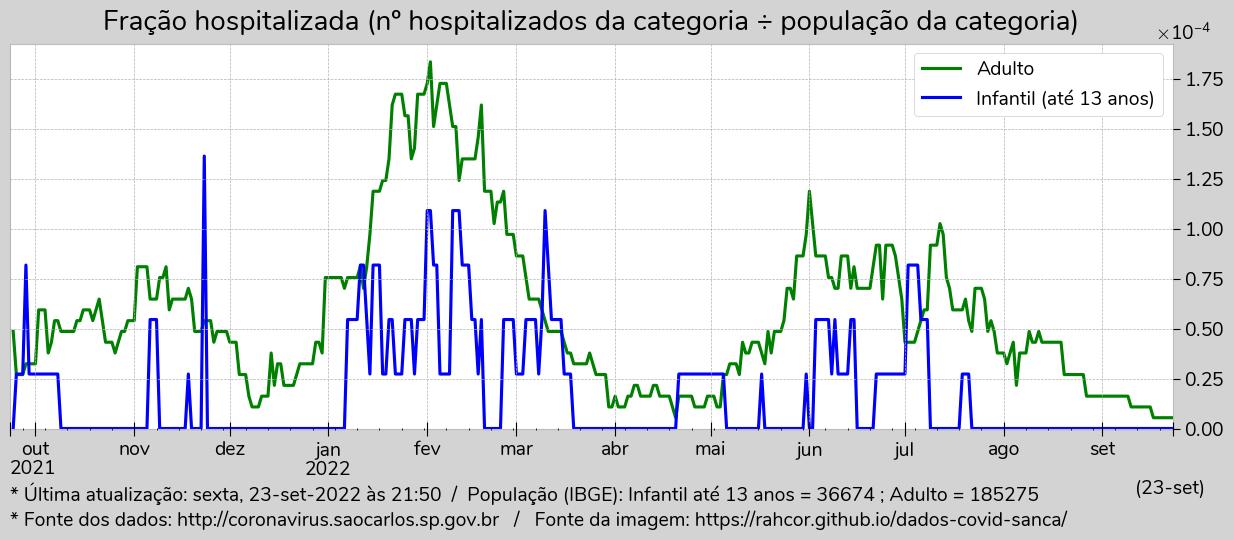 Fração hospitalizada (nº hospitalizados da categoria ÷ população da categoria)
×10⁻⁴
Adulto
Infantil (até 13 anos)
1.75
1.50
1.25
1.00
0.75
0.50
0.25
0.00
out nov dez jan fev mar abr mai jun jul ago set
2021 2022
(23-set)
* Última atualização: sexta, 23-set-2022 às 21:50 / População (IBGE): Infantil até 13 anos = 36674 ; Adulto = 185275
* Fonte dos dados: http://coronavirus.saocarlos.sp.gov.br / Fonte da imagem: https://rahcor.github.io/dados-covid-sanca/